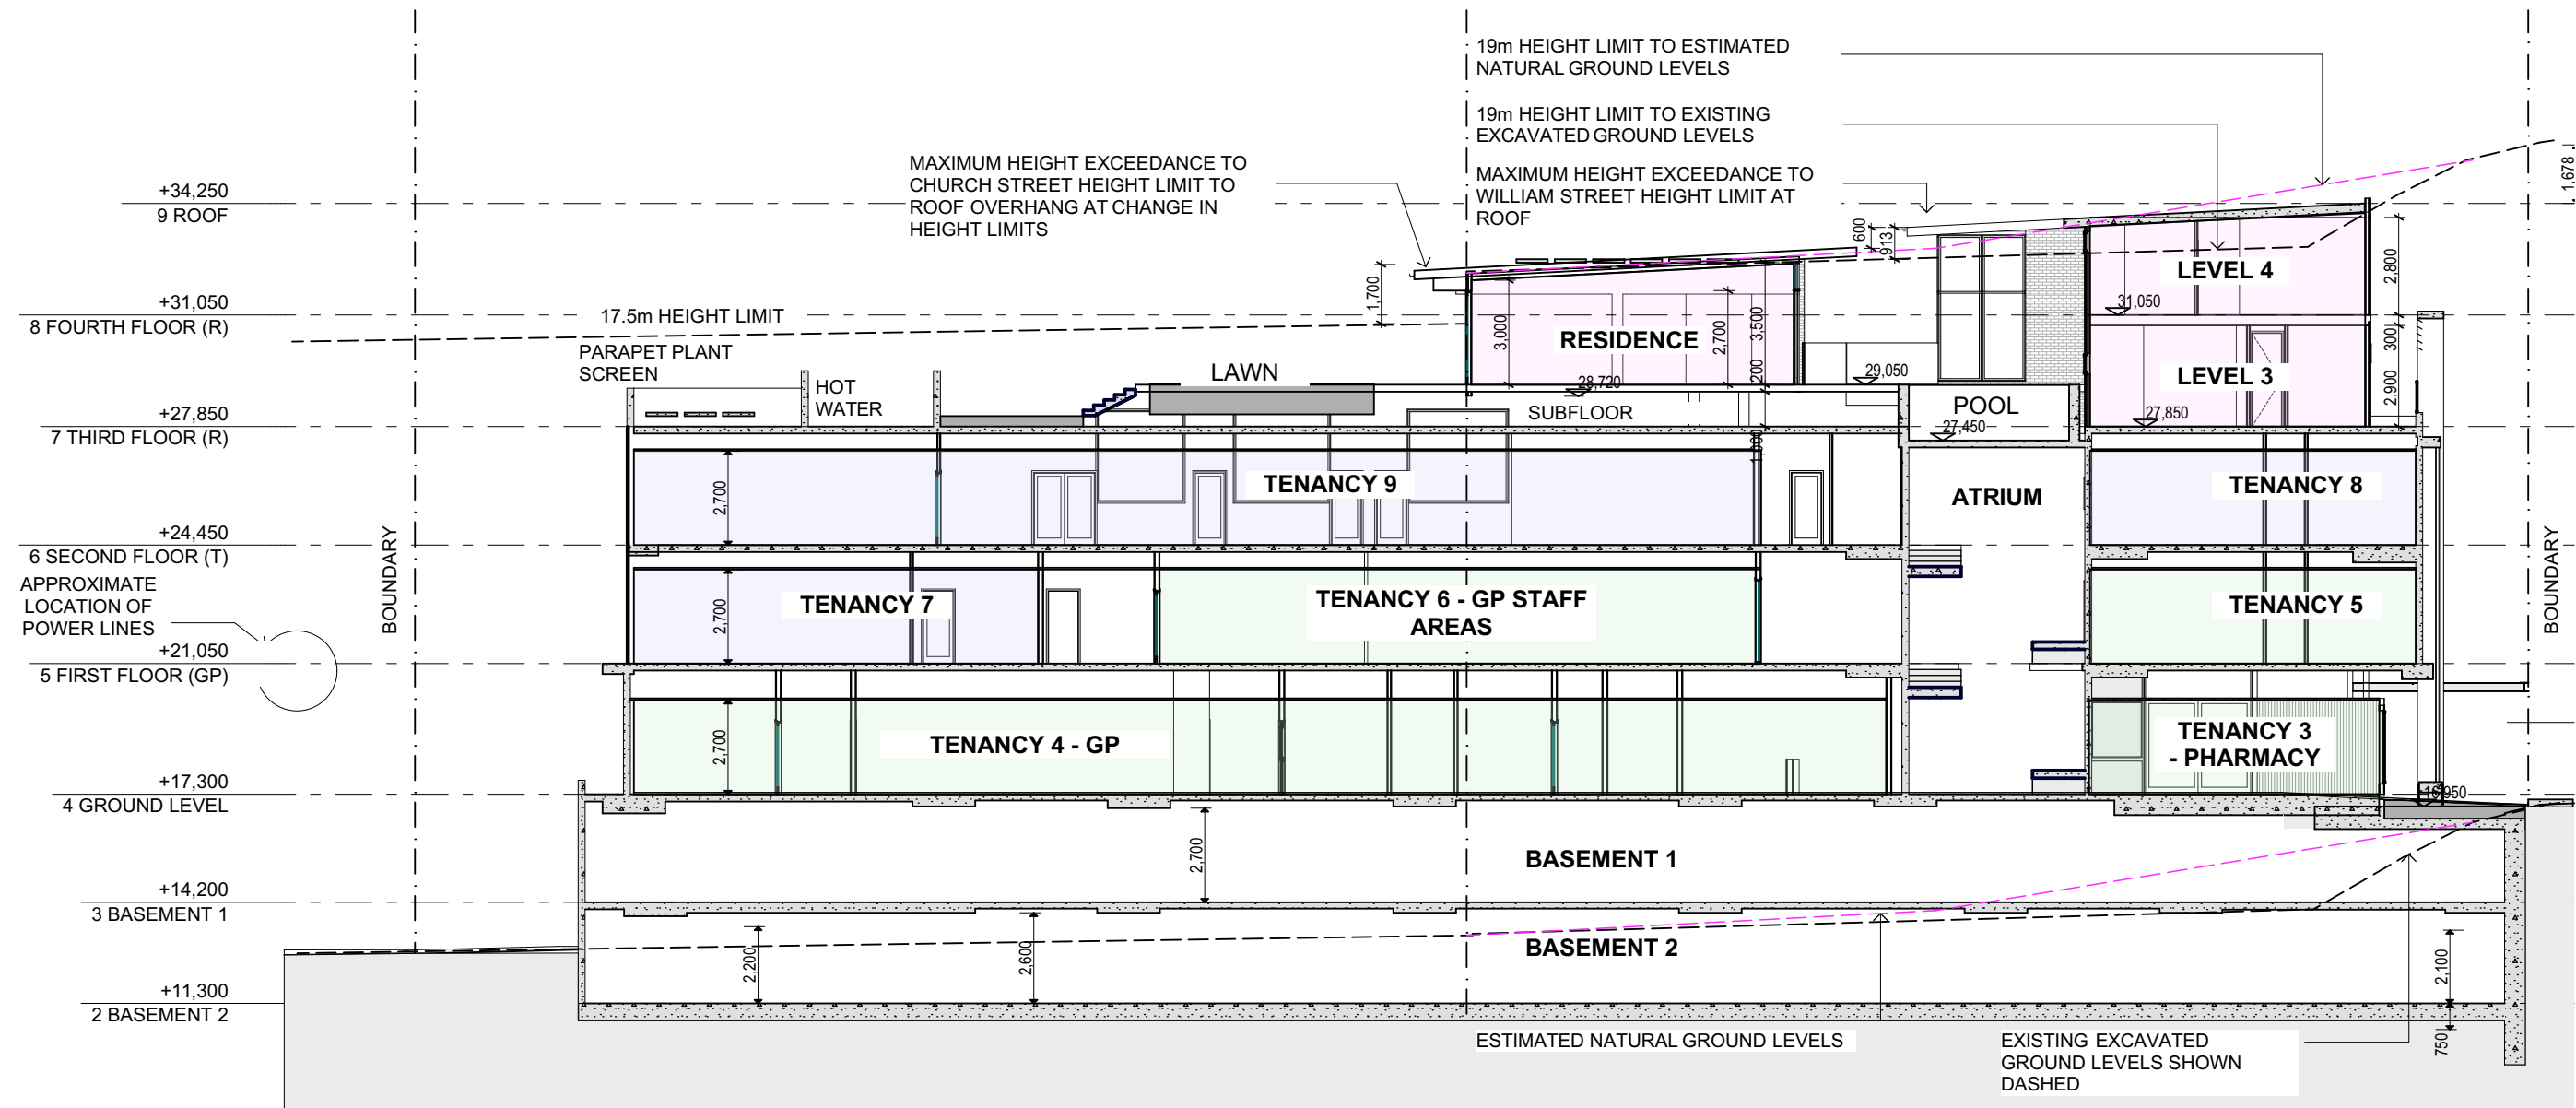 19m HEIGHT LIMIT TO ESTIMATED
NATURAL GROUND LEVELS
19m HEIGHT LIMIT TO EXISTING
EXCAVATED GROUND LEVELS
MAXIMUM HEIGHT EXCEEDANCE TO
WILLIAM STREET HEIGHT LIMIT AT
ROOF
MAXIMUM HEIGHT EXCEEDANCE TO
CHURCH STREET HEIGHT LIMIT TO
ROOF OVERHANG AT CHANGE IN
HEIGHT LIMITS
1,678
+34,250
9 ROOF
600
913
1,700
LEVEL 4
2,800
+31,050
8 FOURTH FLOOR (R)
17.5m HEIGHT LIMIT
31,050
PARAPET PLANT
SCREEN
HOT
WATER
LAWN
3,000
RESIDENCE
2,700
3,500
200
28,720
29,050
300
LEVEL 3
2,900
+27,850
7 THIRD FLOOR (R)
SUBFLOOR
POOL
27,450
27,850
2,700
TENANCY 9
ATRIUM
TENANCY 8
+24,450
6 SECOND FLOOR (T)
BOUNDARY
BOUNDARY
APPROXIMATE
LOCATION OF
POWER LINES
2,700
TENANCY 7
TENANCY 6 - GP STAFF
AREAS
TENANCY 5
+21,050
5 FIRST FLOOR (GP)
2,700
TENANCY 4 - GP
TENANCY 3
- PHARMACY
+17,300
4 GROUND LEVEL
16,950
2,700
BASEMENT 1
+14,200
3 BASEMENT 1
2,200
2,600
BASEMENT 2
2,100
+11,300
2 BASEMENT 2
750
ESTIMATED NATURAL GROUND LEVELS
EXISTING EXCAVATED
GROUND LEVELS SHOWN
DASHED